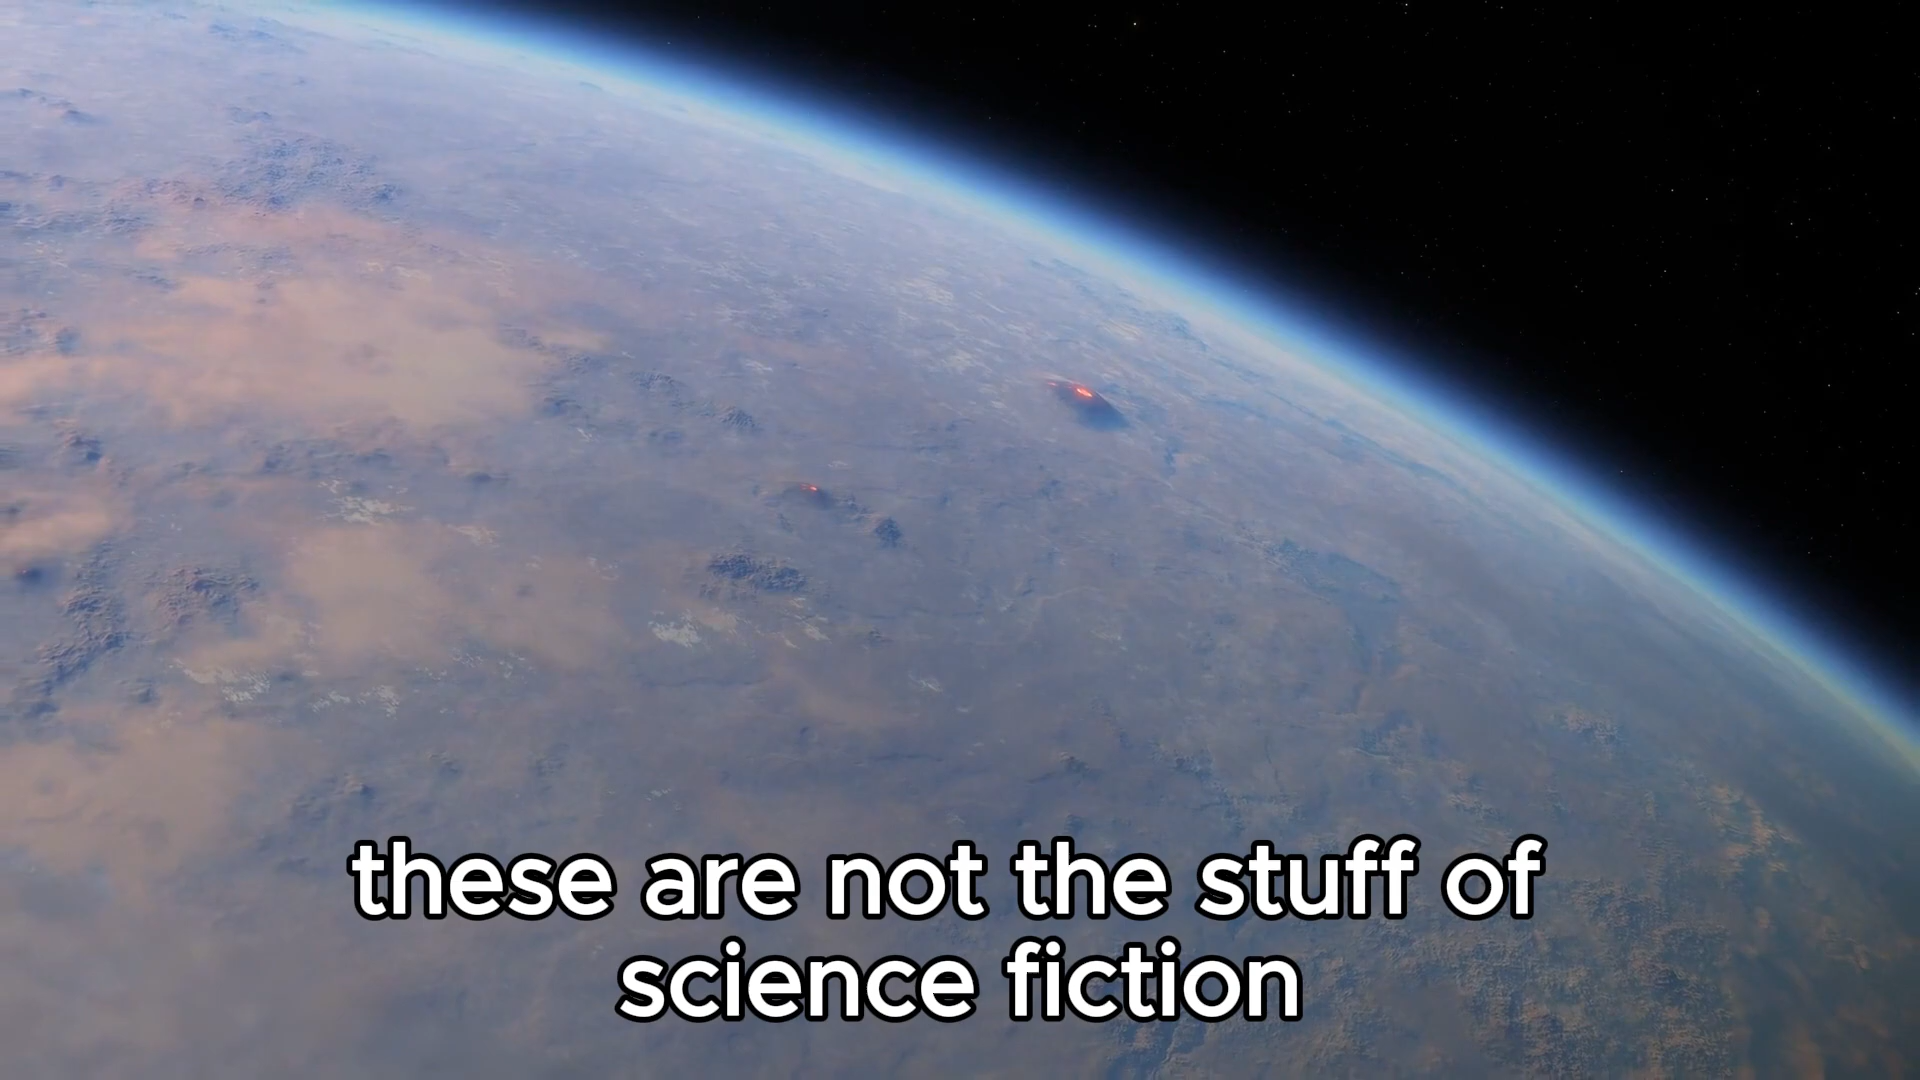 these are not the stuff of
science fiction